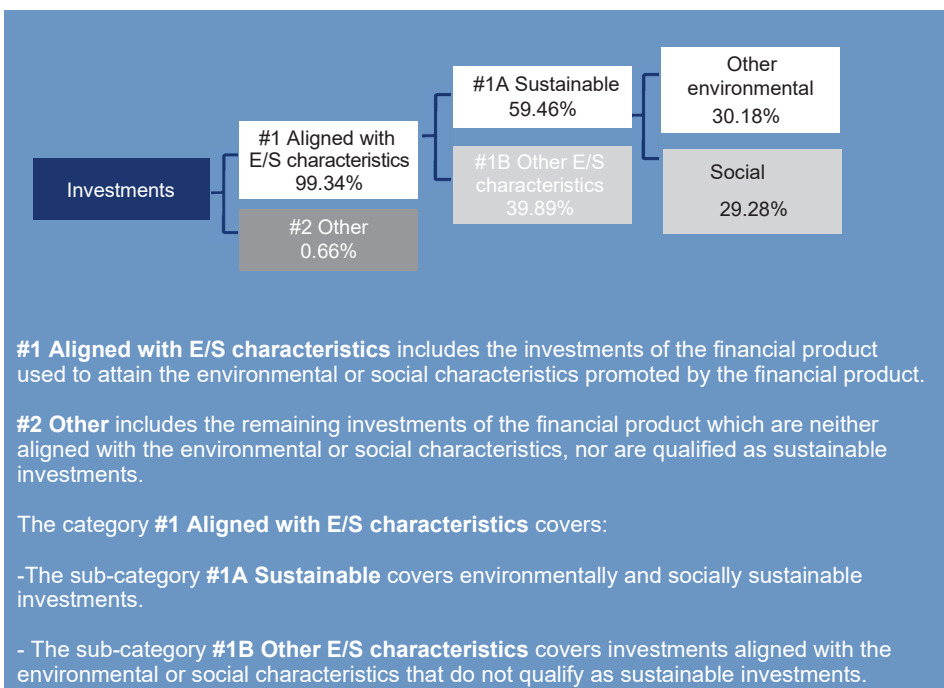 Investments
#1 Aligned with
E/S characteristics
99.34%
#2 Other
0.66%
#1A Sustainable
59.46%
#1B Other E/S
characteristics
39.89%
Other
environmental
30.18%
Social
29.28%
#1 Aligned with E/S characteristics includes the investments of the financial product
used to attain the environmental or social characteristics promoted by the financial product.
#2 Other includes the remaining investments of the financial product which are neither
aligned with the environmental or social characteristics, nor are qualified as sustainable
investments.
The category #1 Aligned with E/S characteristics covers:
-The sub-category #1A Sustainable covers environmentally and socially sustainable
investments.
- The sub-category #1B Other E/S characteristics covers investments aligned with the
environmental or social characteristics that do not qualify as sustainable investments.